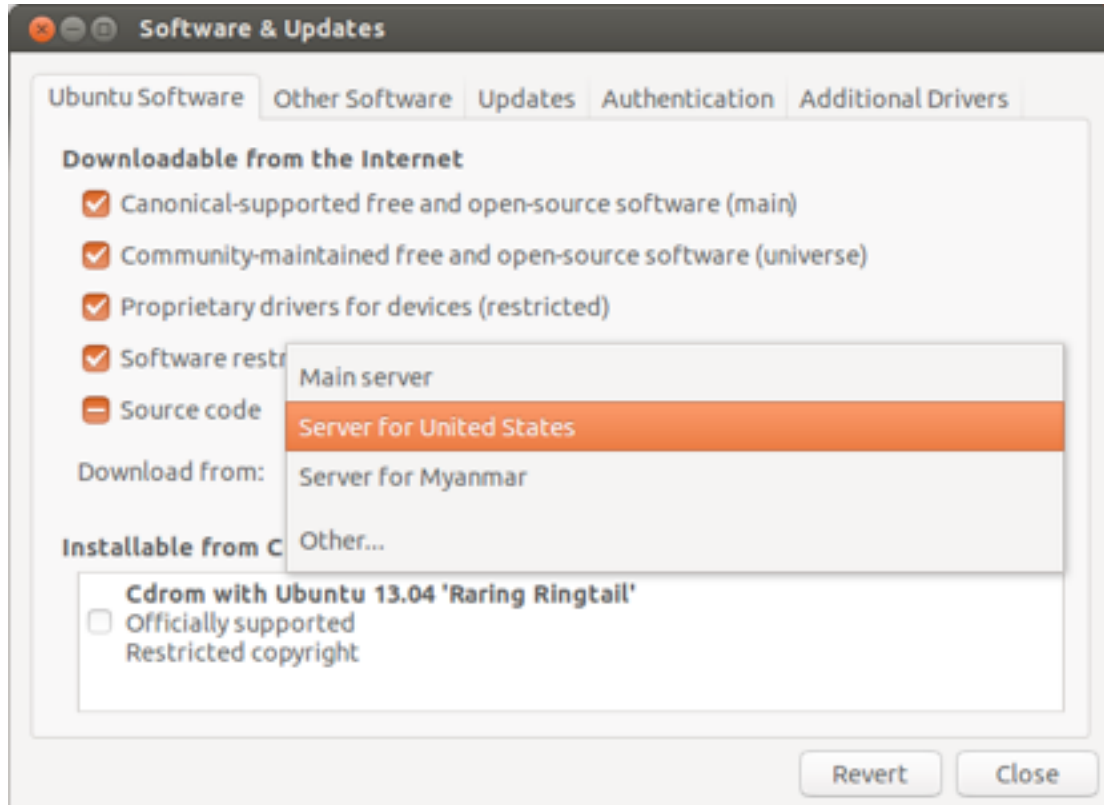 Software & Updates
Ubuntu Software Other Software Updates Authentication Additional Drivers
Downloadable from the Internet
Canonical-supported free and open-source software (main)
Community-maintained free and open-source software (universe)
Proprietary drivers for devices (restricted)
Software
Main server
Source code
Server for United States
Download from:
Server for Myanmar
Other...
Installable from
Cdrom with Ubuntu 13.04 'Raring Ringtail'
Officially supported
Restricted copyright
Revert Close